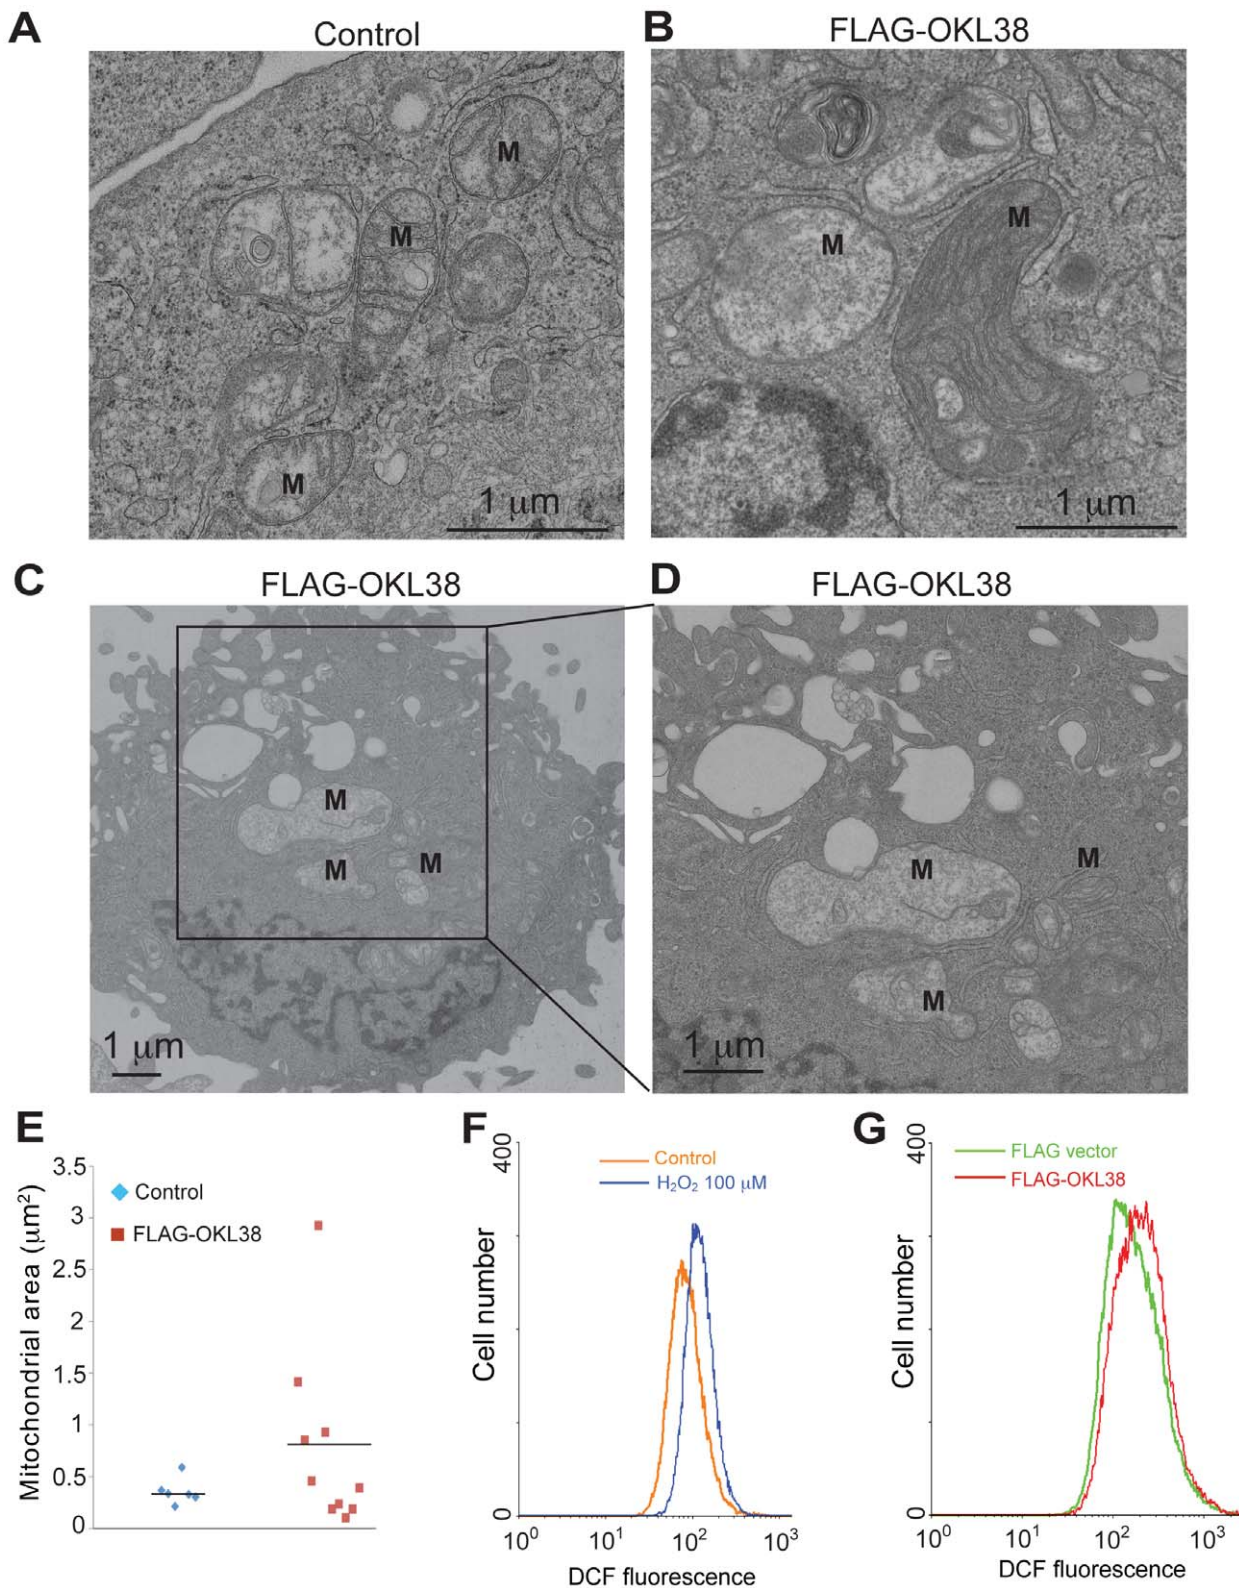 A
Control
M
M
M
1 μm
B
FLAG-OKL38
M
M
1 μm
C
FLAG-OKL38
M
M
M
1 μm
D
FLAG-OKL38
M
M
M
1 μm
E
Mitochondrial area (μm²)
3.5
3
2.5
2
1.5
1
0.5
0
Control
FLAG-OKL38
F
Cell number
400
0
Control
H₂O₂ 100 μM
10⁰ 10¹ 10² 10³
DCF fluorescence
G
Cell number
400
0
FLAG vector
FLAG-OKL38
10⁰ 10¹ 10² 10³
DCF fluorescence